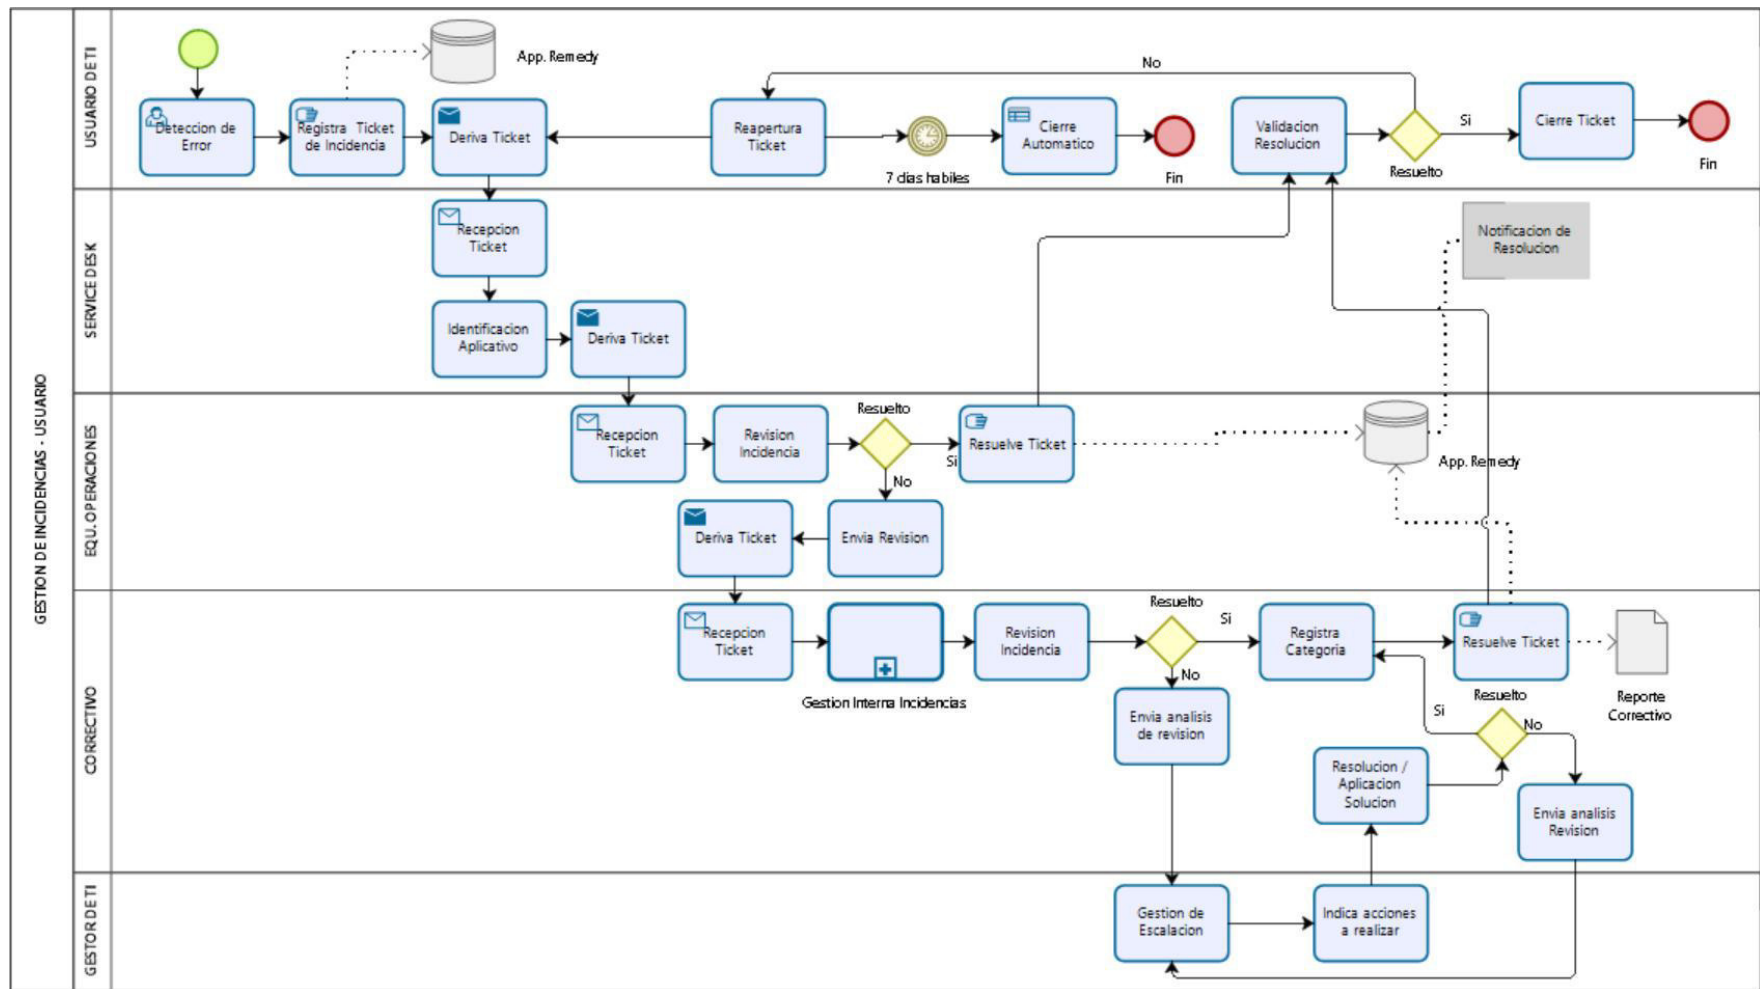 GESTION DE INCIDENCIAS - USUARIO
USUARIO DE TI
App. Remedy
Deteccion de
Error
Registra Ticket
de Incidencia
Deriva Ticket
Reapertura
Ticket
7 dias habiles
Cierre
Automatico
Fin
Validacion
Resolucion
No
Resuelto
Si
Cierre Ticket
Fin
SERVICE DESK
Recepcion
Ticket
Identificacion
Aplicativo
Deriva Ticket
Notificacion de
Resolucion
EQU. OPERACIONES
Recepcion
Ticket
Revision
Incidencia
Resuelto
Si
No
Resuelve Ticket
App. Remedy
Deriva Ticket
Envia Revision
CORRECTIVO
Recepcion
Ticket
Gestion Interna Incidencias
Revision
Incidencia
Resuelto
Si
No
Registra
Categoria
Resuelve Ticket
Reporte
Correctivo
Envia analisis
de revision
Resuelto
Si
No
Resolucion /
Aplicacion
Solucion
Envia analisis
Revision
GESTOR DE TI
Gestion de
Escalacion
Indica acciones
a realizar